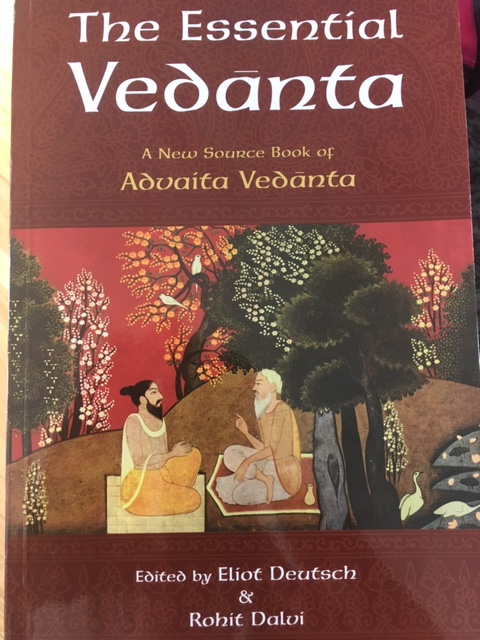 The Essential
Vedānta
A New Source Book of
Advaita Vedānta
Edited by Eliot Deutsch
&
Rohit Dalvi